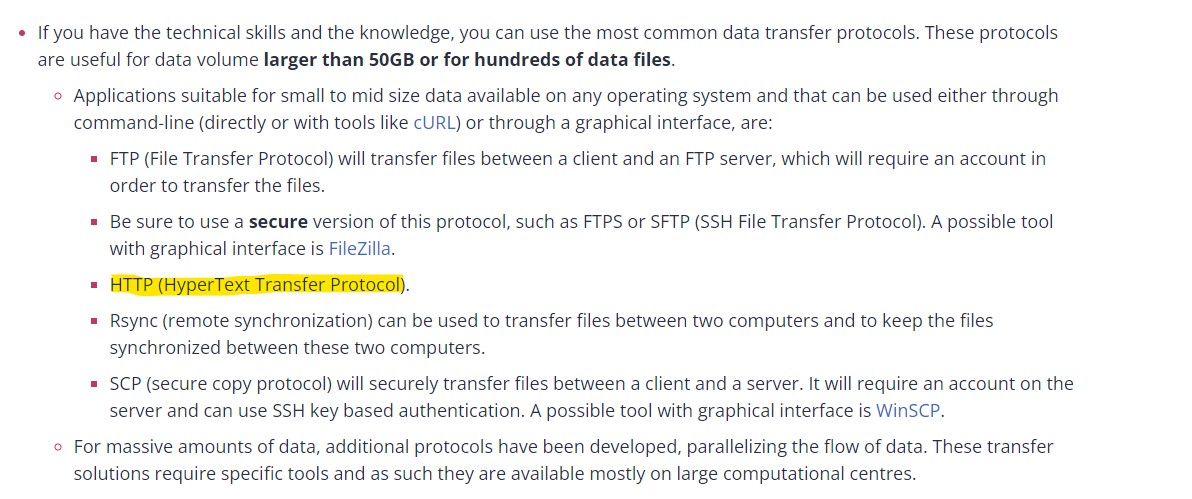 If you have the technical skills and the knowledge, you can use the most common data transfer protocols. These protocols
are useful for data volume larger than 50GB or for hundreds of data files.
Applications suitable for small to mid size data available on any operating system and that can be used either through
command-line (directly or with tools like cURL) or through a graphical interface, are:
FTP (File Transfer Protocol) will transfer files between a client and an FTP server, which will require an account in
order to transfer the files.
Be sure to use a secure version of this protocol, such as FTPS or SFTP (SSH File Transfer Protocol). A possible tool
with graphical interface is FileZilla.
HTTP (HyperText Transfer Protocol).
Rsync (remote synchronization) can be used to transfer files between two computers and to keep the files
synchronized between these two computers.
SCP (secure copy protocol) will securely transfer files between a client and a server. It will require an account on the
server and can use SSH key based authentication. A possible tool with graphical interface is WinSCP.
For massive amounts of data, additional protocols have been developed, parallelizing the flow of data. These transfer
solutions require specific tools and as such they are available mostly on large computational centres.